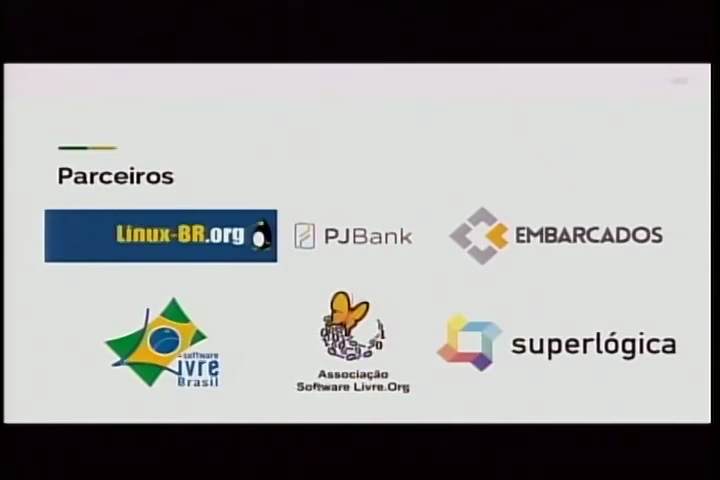 Parceiros
Linux-BR.org
PJBank
EMBARCADOS
software
livre
Brasil
Associação
Software Livre.Org
superlógica